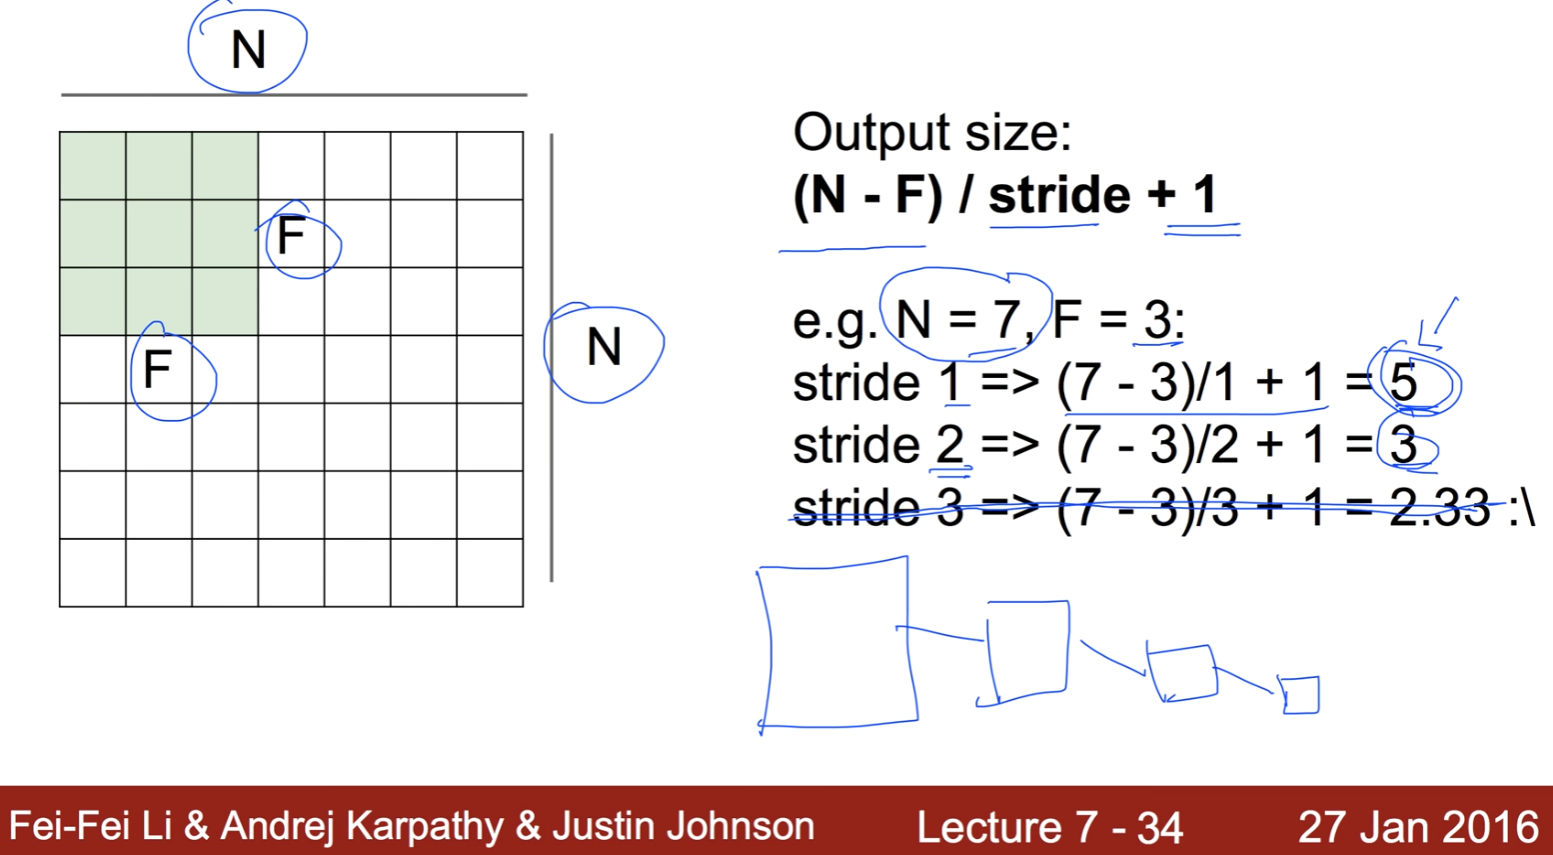 N
F
F
N
Output size:
(N - F) / stride + 1
e.g. N = 7, F = 3:
stride 1 => (7 - 3)/1 + 1 = 5
stride 2 => (7 - 3)/2 + 1 = 3
stride 3 => (7 - 3)/3 + 1 = 2.33 :\
Fei-Fei Li & Andrej Karpathy & Justin Johnson
Lecture 7 - 34
27 Jan 2016